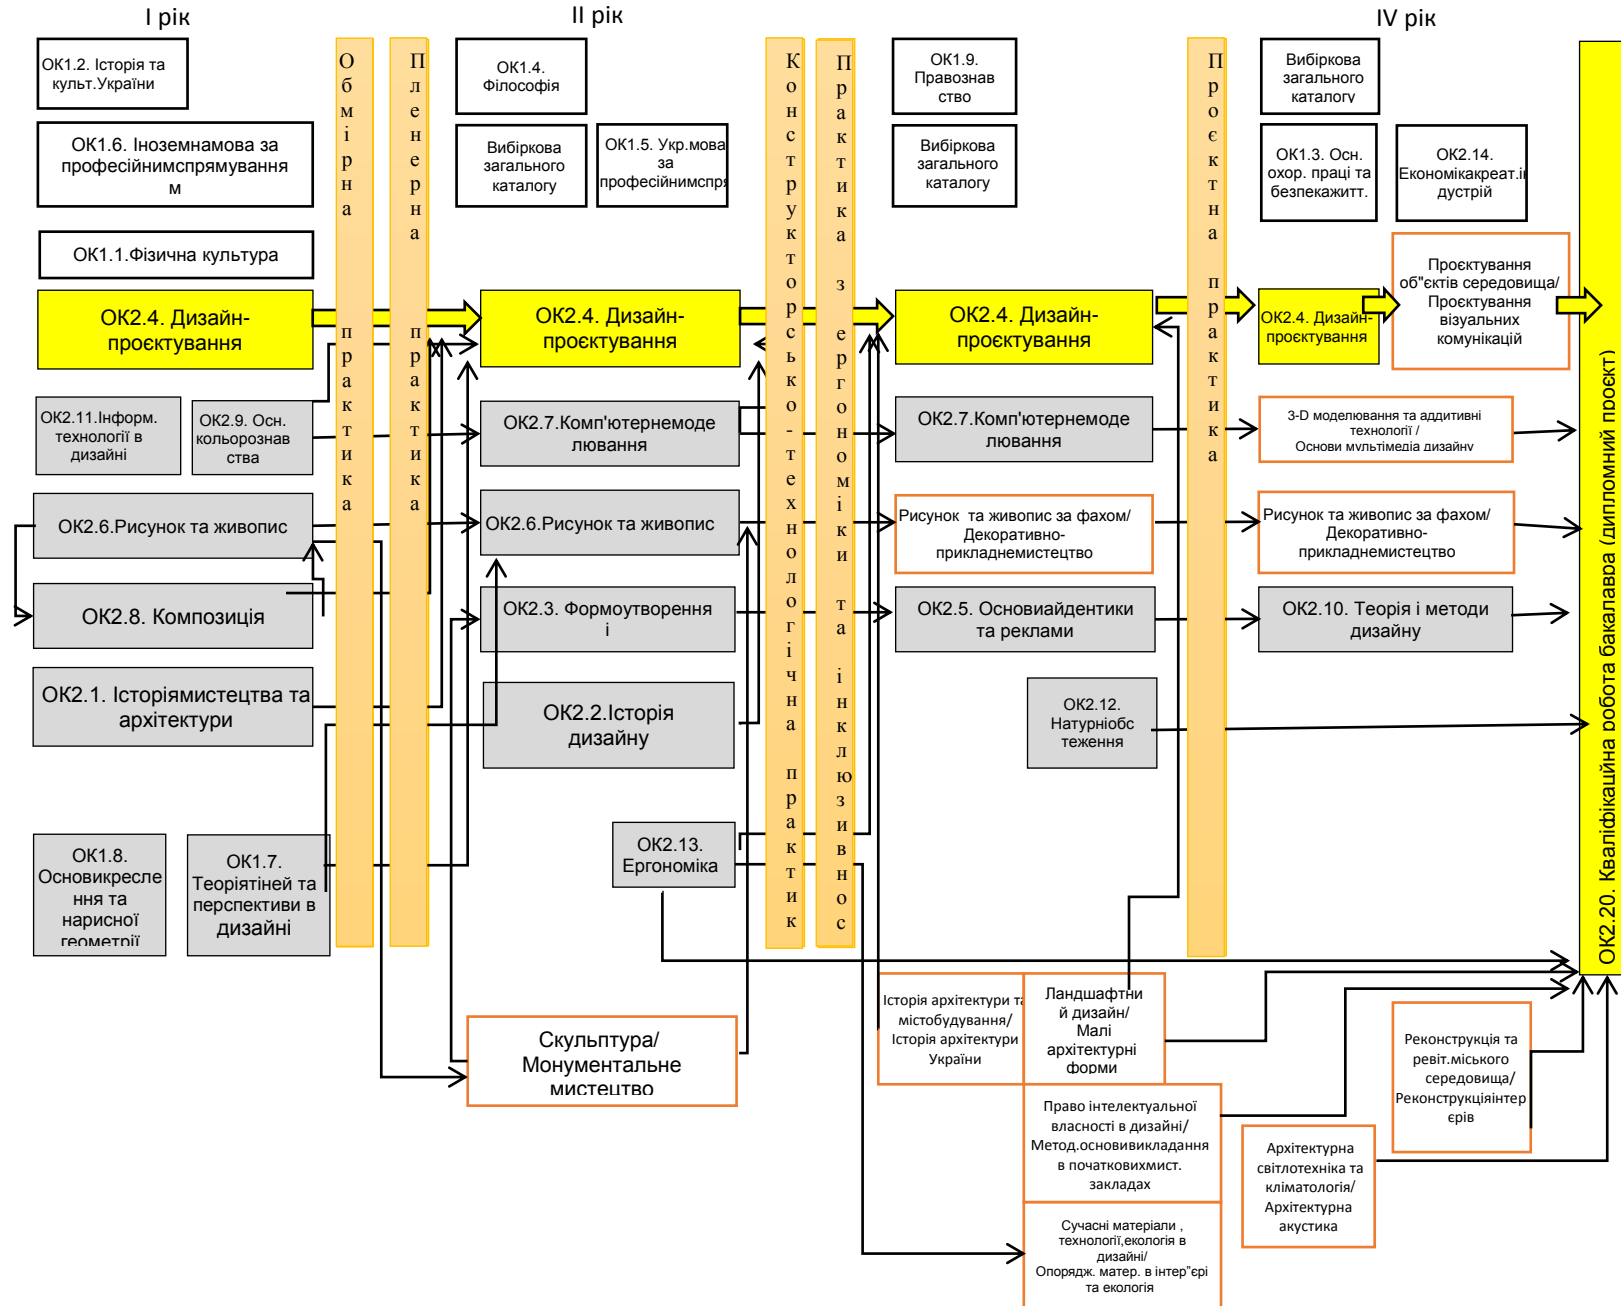 І рік
ІІ рік
ІV рік
ОК1.2. Історія та
культ.України
ОК1.6. Іноземнамова за
професійнимспрямуванння
м
ОК1.1.Фізична культура
ОК2.4. Дизайн-
проєктування
ОК2.11.Інформ.
технології в
дизайні
ОК2.9. Осн.
кольорознав
ства
ОК2.6.Рисунок та живопис
ОК2.8. Композиція
ОК2.1. Історіямистецтва та
архітектури
ОК1.8.
Основикресле
ння та
нарисної
геометрії
ОК1.7.
Теоріятіней та
перспективи в
дизайні
Обмірна практика
Пленерна практика
ОК1.4.
Філософія
Вибіркова
загального
каталогу
ОК1.5. Укр.мова
за
професійнимспря
ОК2.4. Дизайн-
проєктування
ОК2.7.Комп'ютернемоде
лювання
ОК2.6.Рисунок та живопис
ОК2.3. Формоутворення
і
ОК2.2.Історія
дизайну
ОК2.13.
Ергономіка
Скульптура/
Монументальне
мистецтво
Конструкторсько-технологічна практик
Практика з ергономіки та інклюзивнос
ОК1.9.
Правознав
ство
Вибіркова
загального
каталогу
ОК2.4. Дизайн-
проєктування
ОК2.7.Комп'ютернемоде
лювання
Рисунок та живопис за фахом/
Декоративно-
прикладнемистецтво
ОК2.5. Основиайдентики
та реклами
ОК2.12.
Натурніобс
теження
Історія архітектури та
містобудування/
Історія архітектури
України
Ландшафтни
й дизайн/
Малі
архітектурні
форми
Право інтелектуальної
власності в дизайні/
Метод.основивикладання
в початковихмист.
закладах
Сучасні матеріали ,
технології,екологія в
дизайні/
Опорядж. матер. в інтер"єрі
та екологія
Проєктна практика
Вибіркова
загального
каталогу
ОК1.3. Осн.
охор. праці та
безпекажитт.
ОК2.14.
Економікакреат.ін
дустрій
ОК2.4. Дизайн-
проєктування
Проєктування
об"єктів середовища/
Проєктування
візуальних
комунікацій
3-D моделювання та аддитивні
технології /
Основи мультімедіа дизайну
Рисунок та живопис за фахом/
Декоративно-
прикладнемистецтво
ОК2.10. Теорія і методи
дизайну
Реконструкція та
ревіт.міського
середовища/
Реконструкціяінтер
єрів
Архітектурна
світлотехніка та
кліматологія/
Архітектурна
акустика
ОК2.20. Кваліфікаційна робота бакалавра (дипломний проєкт)